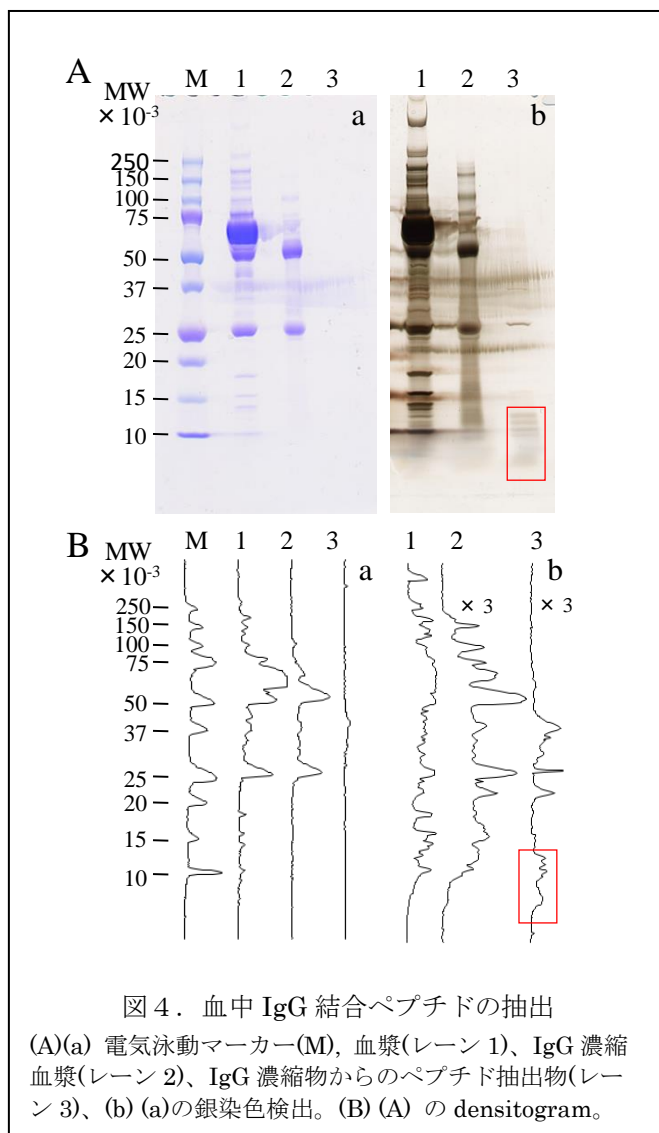 A
MW
× 10-3
M 1 2 3
a
1 2 3
b
250
150
100
75
50
37
25
20
15
10
B
MW
× 10-3
M 1 2 3
a
1 2 3
b
× 3
× 3
250
150
100
75
50
37
25
20
15
10
図４．血中 IgG 結合ペプチドの抽出
(A)(a) 電気泳動マーカー(M), 血漿(レーン 1)、IgG 濃縮
血漿(レーン 2)、IgG 濃縮物からのペプチド抽出物(レー
ン 3)、(b) (a)の銀染色検出。(B) (A) の densitogram。